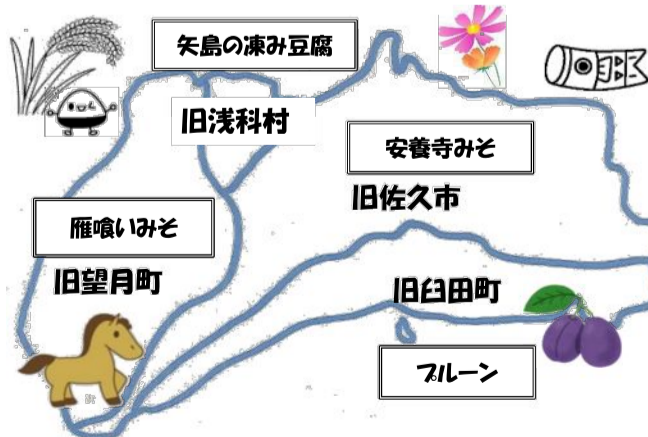 矢島の凍み豆腐
旧浅科村
安養寺みそ
旧佐久市
雁喰いみそ
旧望月町
旧臼田町
プルーン